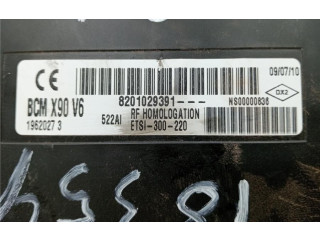 CE 09/07/10
BCM X90 V6 8201029391--- NS00000836
1962027 3 522AI RF HOMOLOGATION DX2
ETSI-300-220